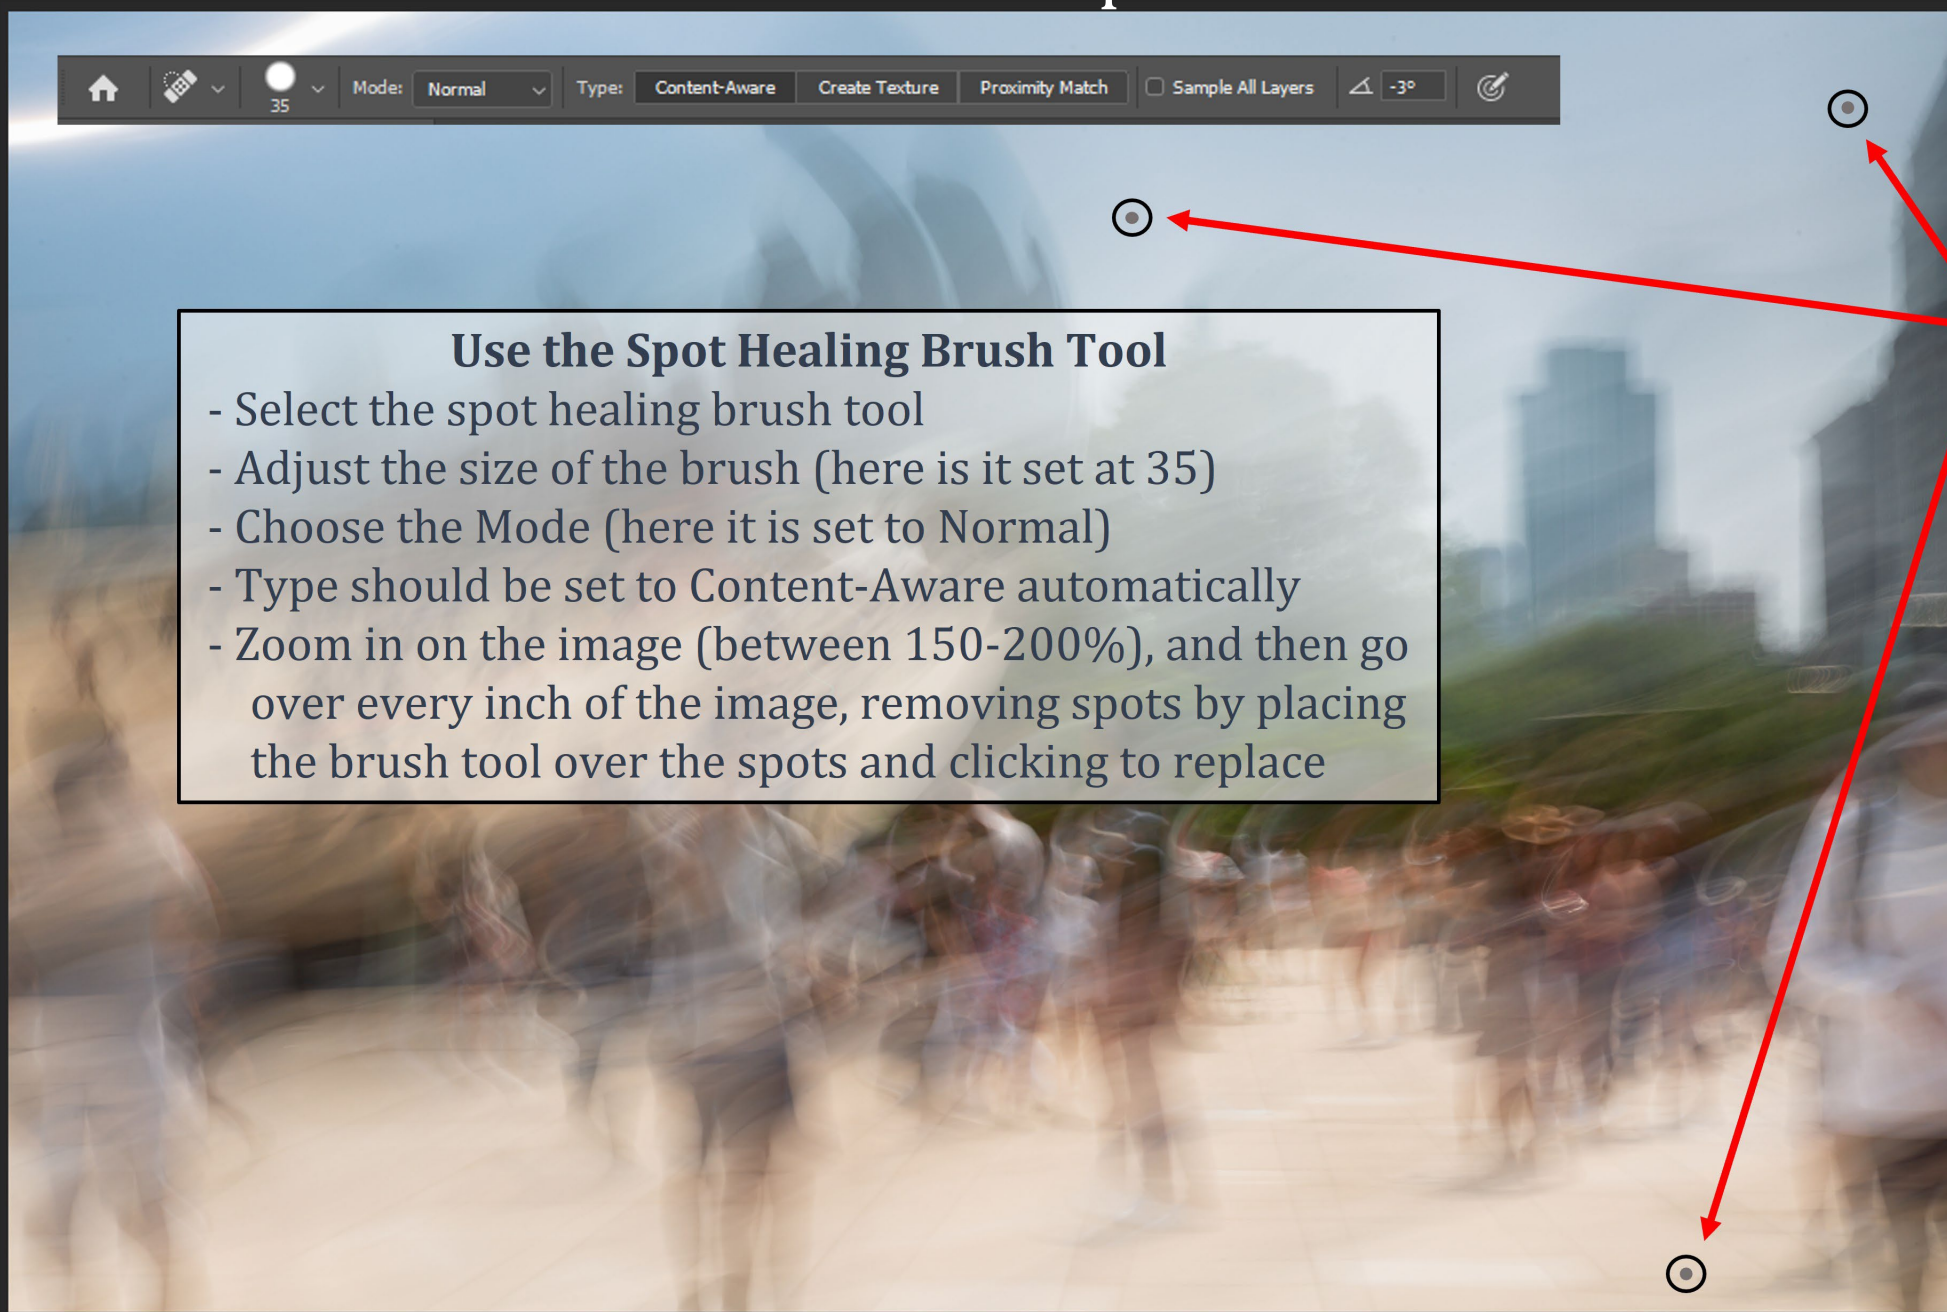 35
Mode: Normal Type: Content-Aware Create Texture Proximity Match Sample All Layers -3°
Use the Spot Healing Brush Tool
- Select the spot healing brush tool
- Adjust the size of the brush (here is it set at 35)
- Choose the Mode (here it is set to Normal)
- Type should be set to Content-Aware automatically
- Zoom in on the image (between 150-200%), and then go
over every inch of the image, removing spots by placing
the brush tool over the spots and clicking to replace